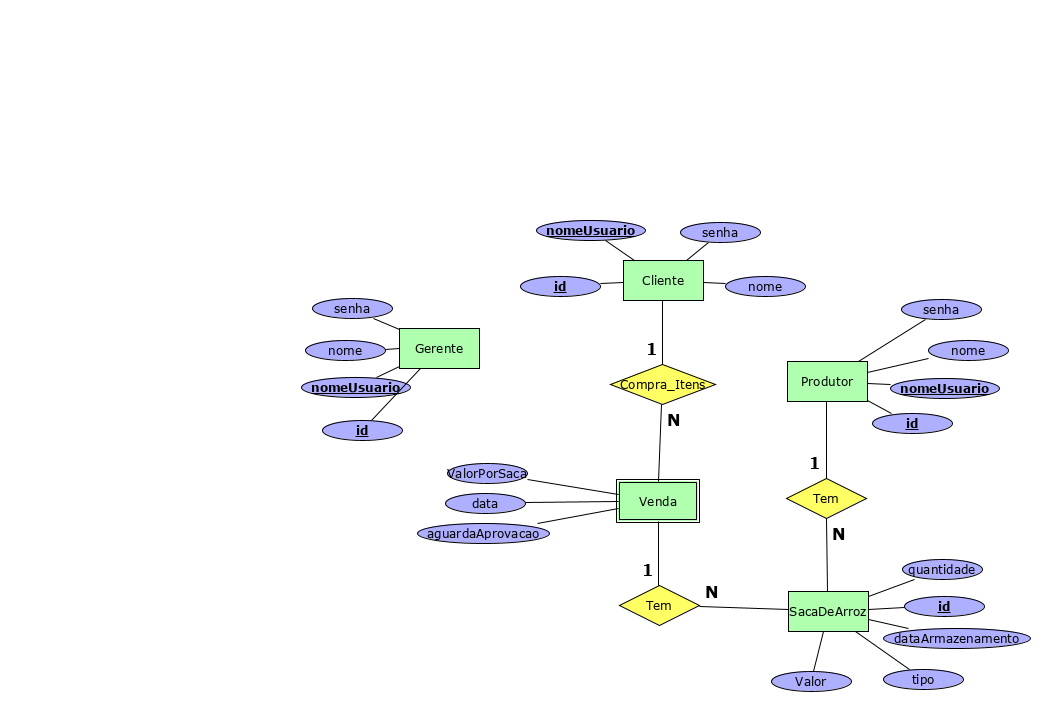 nomeUsuario
senha
id
Cliente
nome
senha
nome
Gerente
nomeUsuario
id
1
Compra_Itens
N
senha
nome
Produtor
nomeUsuario
id
1
Tem
N
ValorPorSaca
data
Venda
aguardaAprovacao
1
Tem
N
quantidade
id
SacaDeArroz
dataArmazenamento
tipo
Valor